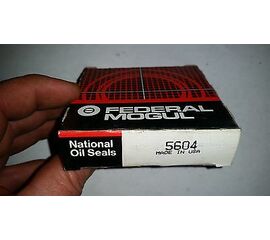 FEDERAL
MOGUL
National
Oil Seals
5604
MADE IN USA